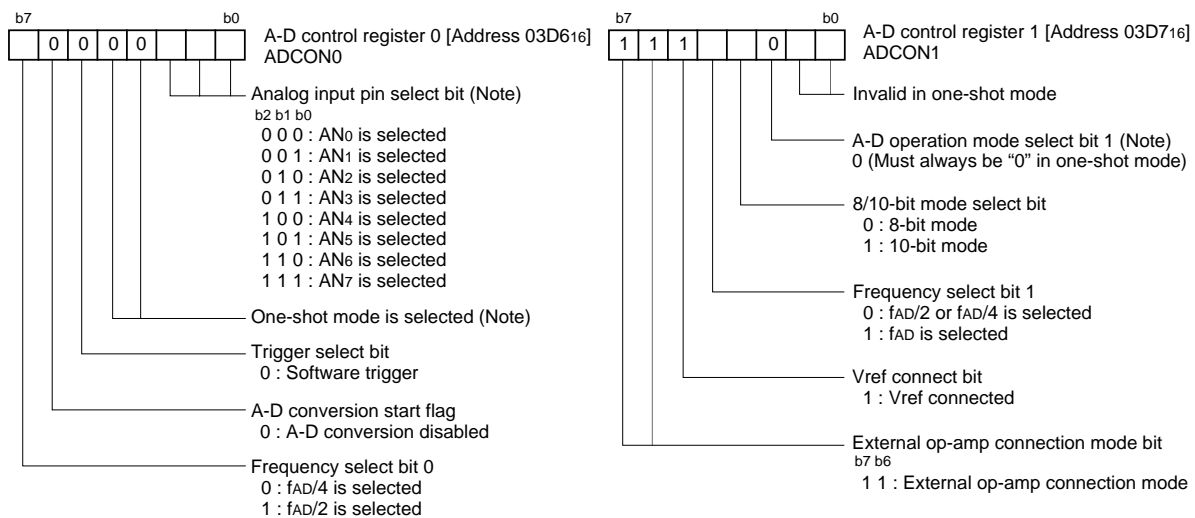 b7 b0
0 0 0 0
A-D control register 0 [Address 03D616]
ADCON0
Analog input pin select bit (Note)
b2 b1 b0
0 0 0 : AN0 is selected
0 0 1 : AN1 is selected
0 1 0 : AN2 is selected
0 1 1 : AN3 is selected
1 0 0 : AN4 is selected
1 0 1 : AN5 is selected
1 1 0 : AN6 is selected
1 1 1 : AN7 is selected
One-shot mode is selected (Note)
Trigger select bit
0 : Software trigger
A-D conversion start flag
0 : A-D conversion disabled
Frequency select bit 0
0 : fAD/4 is selected
1 : fAD/2 is selected
b7 b0
1 1 1 0
A-D control register 1 [Address 03D716]
ADCON1
Invalid in one-shot mode
A-D operation mode select bit 1 (Note)
0 (Must always be “0” in one-shot mode)
8/10-bit mode select bit
0 : 8-bit mode
1 : 10-bit mode
Frequency select bit 1
0 : fAD/2 or fAD/4 is selected
1 : fAD is selected
Vref connect bit
1 : Vref connected
External op-amp connection mode bit
b7 b6
1 1 : External op-amp connection mode